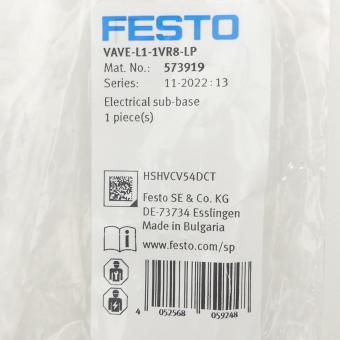 FESTO
VAVE-L1-1VR8-LP
Mat. No.: 573919
Series: 11-2022:13
Electrical sub-base
1 piece(s)
HSHVCV54DCT
Festo SE & Co. KG
DE-73734 Esslingen
Made in Bulgaria
www.festo.com/sp
4 052568 059248